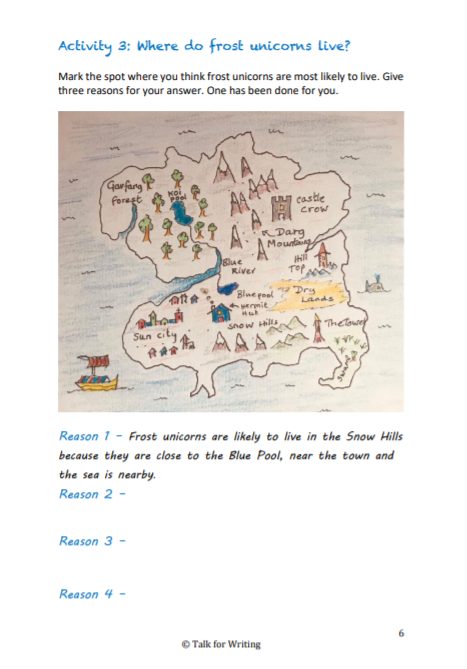 Activity 3: Where do frost unicorns live?
Mark the spot where you think frost unicorns are most likely to live. Give
three reasons for your answer. One has been done for you.
Garfang
Forest
Koi
Pool
castle
crow
Darg
Mountains
Hill
Top
Blue
River
Bluepool
Dry
Lands
hermit
hut
Snow Hills
The Tower
Sun city
swamp
Reason 1 – Frost unicorns are likely to live in the Snow Hills
because they are close to the Blue Pool, near the town and
the sea is nearby.
Reason 2 –
Reason 3 –
Reason 4 –
6
© Talk for Writing